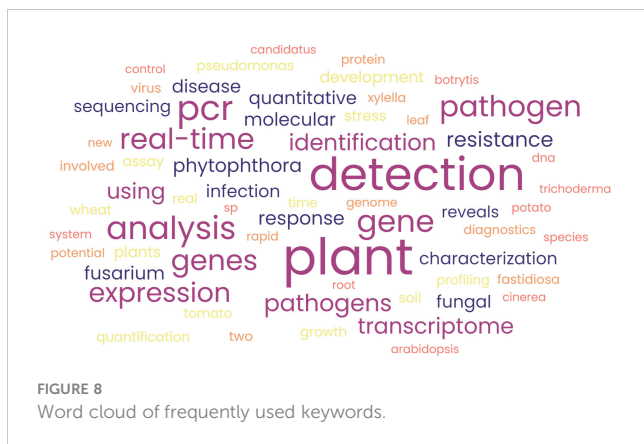 candidatus
control pseudomonas protein
virus disease development botrytis
sequencing pcr quantitative xylella pathogen
molecular stress leaf
new real-time identification resistance
involved assay phytophthora detection dna
using real infection trichoderma
wheat sp time genome reveals potato
system analysis response gene diagnostics species
potential plants genes rapid plant characterization
fusarium root profiling fastidiosa
expression pathogens soil fungal cinerea
tomato transcriptome
quantification two growth
arabidopsis
FIGURE 8
Word cloud of frequently used keywords.